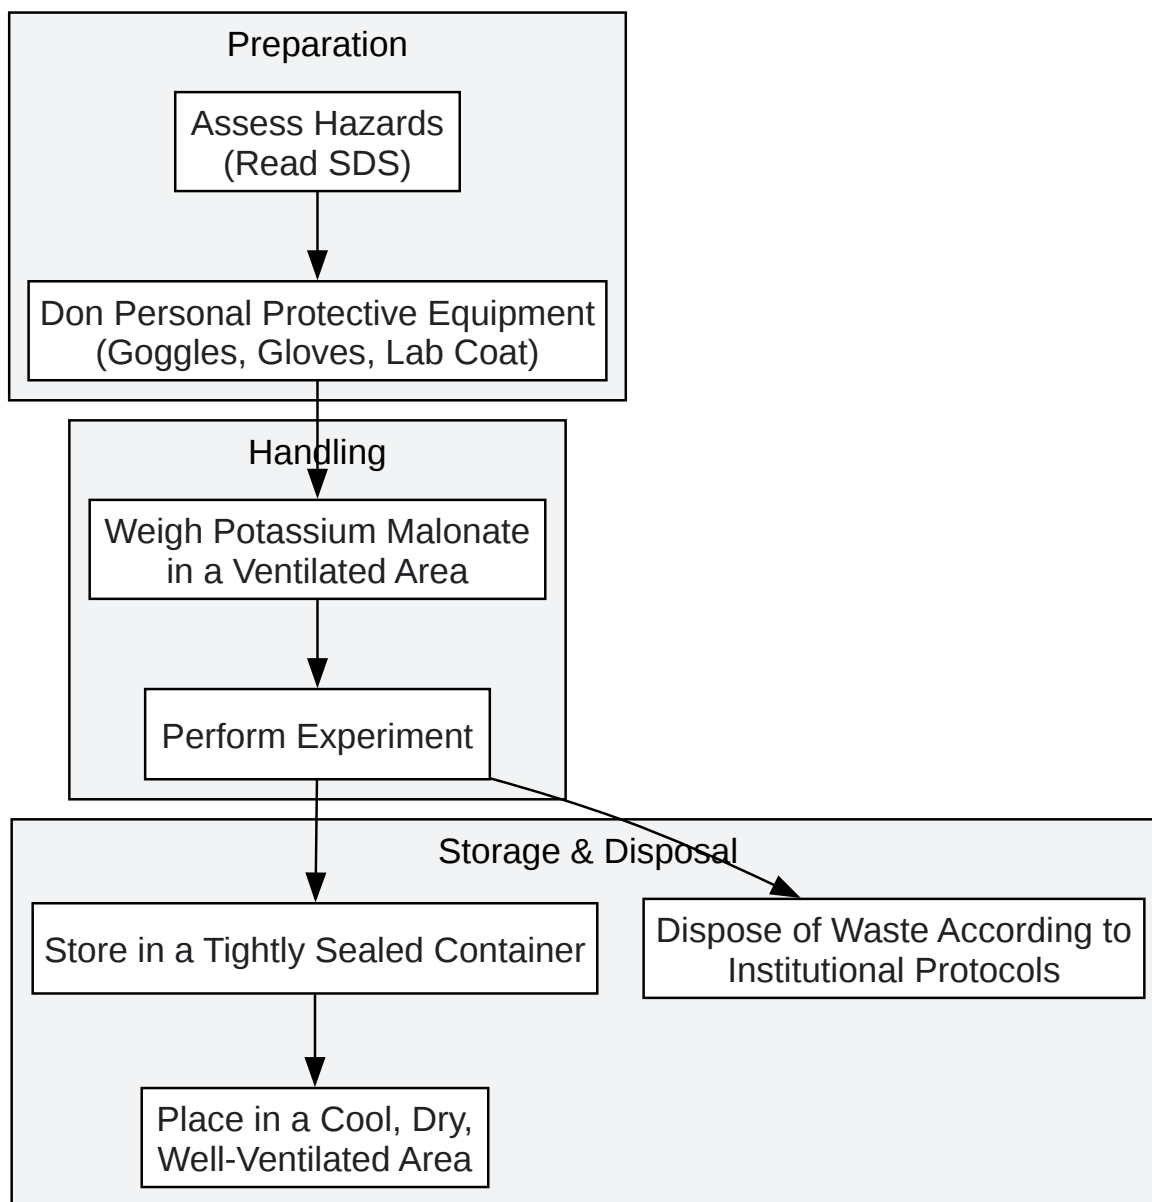 Preparation
Assess Hazards
(Read SDS)
Don Personal Protective Equipment
(Goggles, Gloves, Lab Coat)
Handling
Weigh Potassium Malonate
in a Ventilated Area
Perform Experiment
Storage & Disposal
Store in a Tightly Sealed Container
Dispose of Waste According to
Institutional Protocols
Place in a Cool, Dry,
Well-Ventilated Area